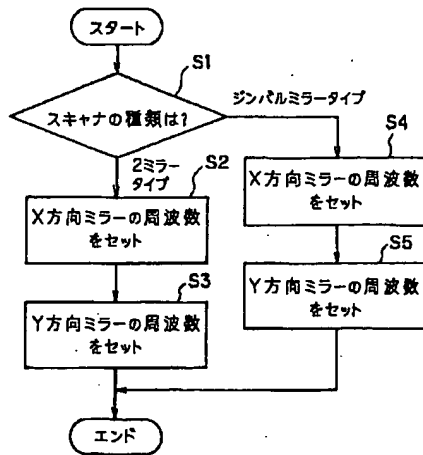 スタート
S1
スキャナの種類は?
ジンバルミラータイプ
2ミラー
タイプ
S2
X方向ミラーの周波数
をセット
S3
Y方向ミラーの周波数
をセット
S4
X方向ミラーの周波数
をセット
S5
Y方向ミラーの周波数
をセット
エンド